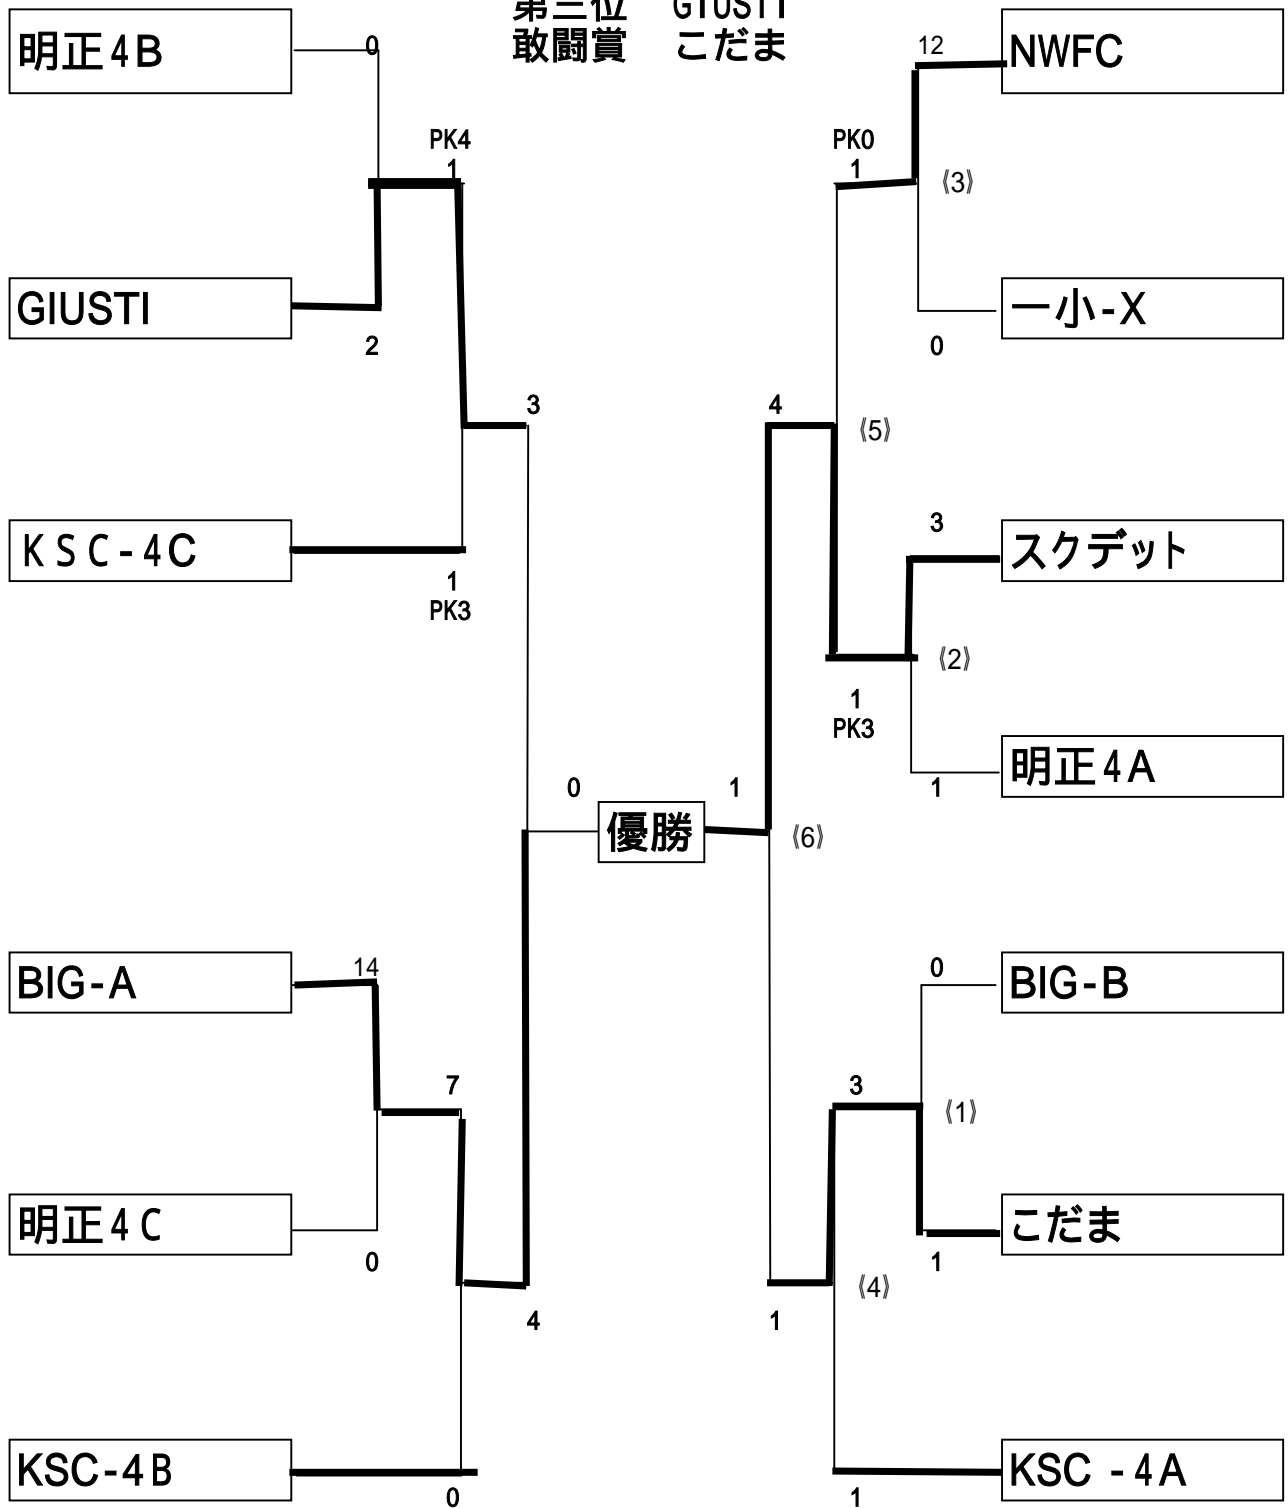 第三位 GIUSTI
敢闘賞 こだま
明正4B
0
12
NWFC
PK4
1
PK0
1
《3》
GIUSTI
2
一小-X
0
3
4
《5》
KSC-4C
1
PK3
3
スクデット
《2》
1
PK3
明正4A
1
0
優勝
1
《6》
BIG-A
14
0
BIG-B
7
3
《1》
明正4C
0
こだま
1
4
1
《4》
KSC-4B
0
1
KSC -4A